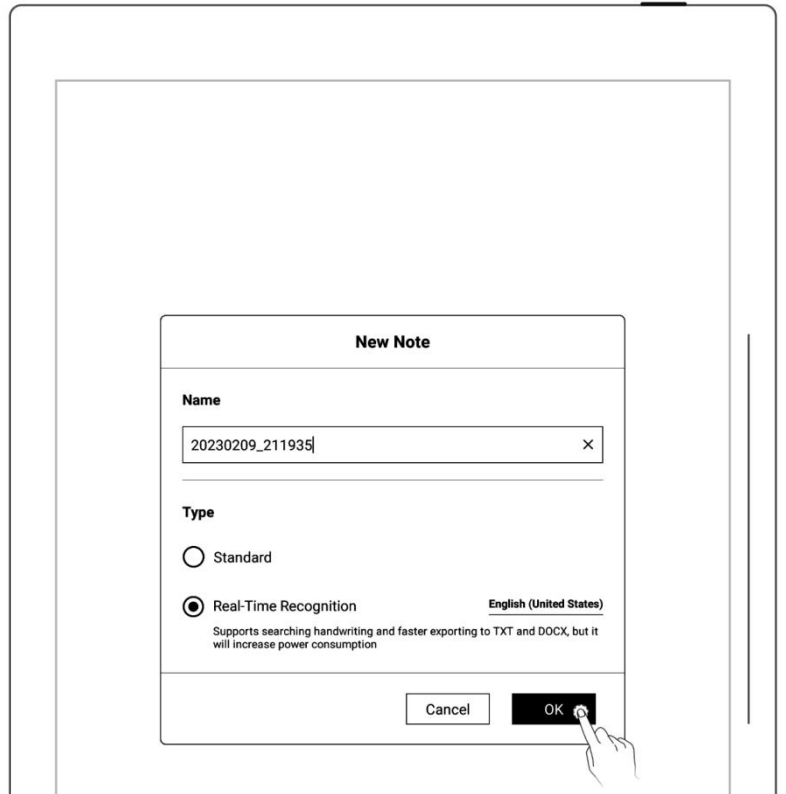 New Note
Name
20230209_211935
Type
Standard
Real-Time Recognition English (United States)
Supports searching handwriting and faster exporting to TXT and DOCX, but it
will increase power consumption
Cancel OK